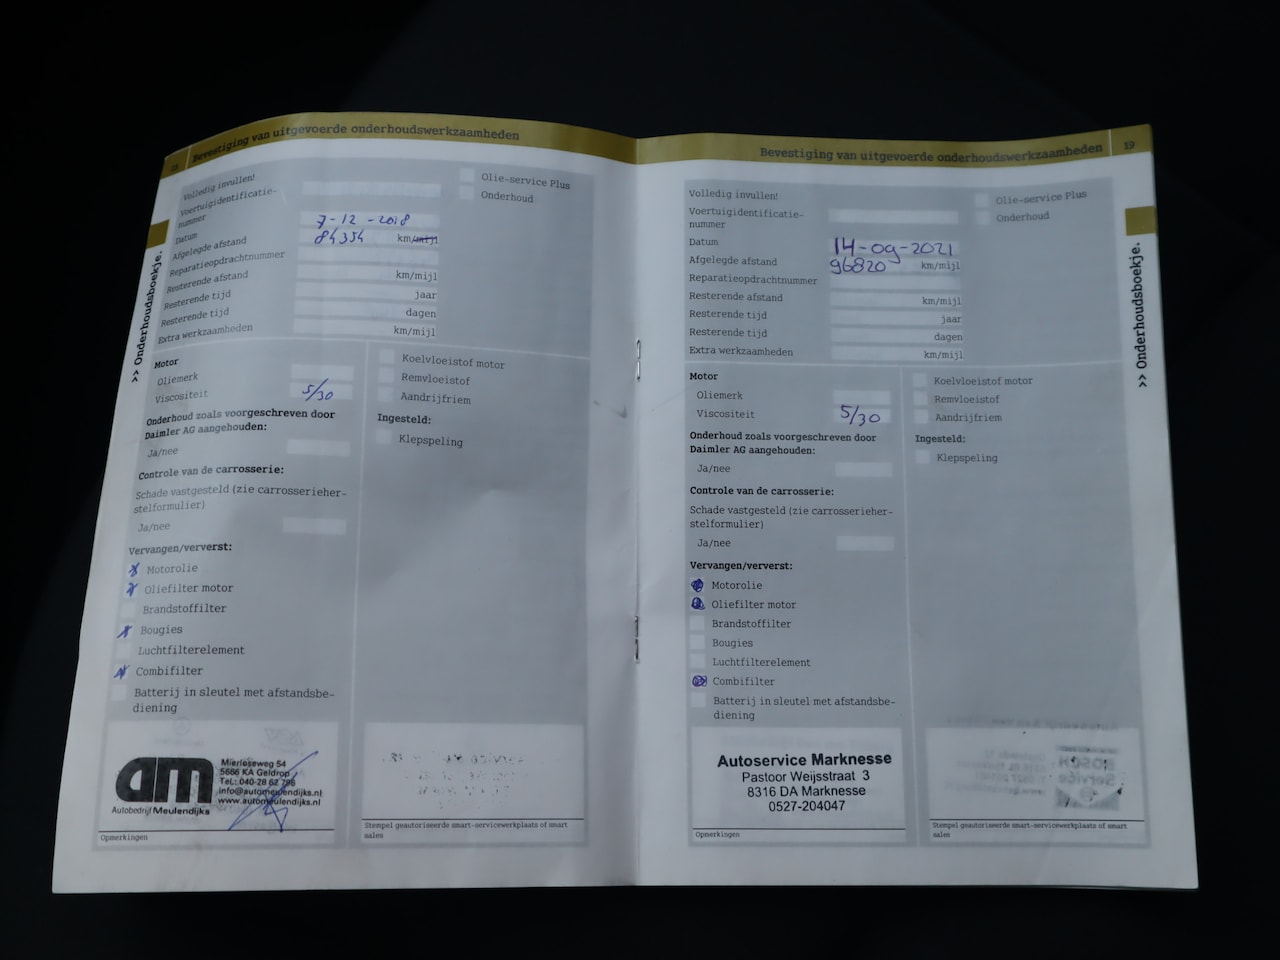 Bevestiging van uitgevoerde onderhoudswerkzaamheden
>> Onderhoudsboekje.
Volledig invullen!
Voertuigidentificatie-
nummer
Datum 7-12-2018
Afgelegde afstand 84354 km/mijl
Reparatieopdrachtnummer
Resterende afstand km/mijl
Resterende tijd jaar
Resterende tijd dagen
Extra werkzaamheden km/mijl
Olie-service Plus
Onderhoud
Motor
Oliemerk
Viscositeit 5/30
Onderhoud zoals voorgeschreven door
Daimler AG aangehouden:
Ja/nee
Controle van de carrosserie:
Schade vastgesteld (zie carrosserieher-
stelformulier)
Ja/nee
Vervangen/ververst:
Motorolie
Oliefilter motor
Brandstoffilter
Bougies
Luchtfilterelement
Combifilter
Batterij in sleutel met afstandsbe-
diening
Koelvloeistof motor
Remvloeistof
Aandrijfriem
Ingesteld:
Klepspeling
am
Autobedrijf Meulendijks
Mierloseweg 54
5666 KA Geldrop
Tel.: 040-28 62 798
info@automeulendijks.nl
www.automeulendijks.nl
Opmerkingen
Stempel geautoriseerde smart-servicewerkplaats of smart
sales
Bevestiging van uitgevoerde onderhoudswerkzaamheden 19
>> Onderhoudsboekje.
Volledig invullen!
Voertuigidentificatie-
nummer
Datum 14-09-2021
Afgelegde afstand 96820 km/mijl
Reparatieopdrachtnummer
Resterende afstand km/mijl
Resterende tijd jaar
Resterende tijd dagen
Extra werkzaamheden km/mijl
Olie-service Plus
Onderhoud
Motor
Oliemerk
Viscositeit 5/30
Onderhoud zoals voorgeschreven door
Daimler AG aangehouden:
Ja/nee
Controle van de carrosserie:
Schade vastgesteld (zie carrosserieher-
stelformulier)
Ja/nee
Vervangen/ververst:
Motorolie
Oliefilter motor
Brandstoffilter
Bougies
Luchtfilterelement
Combifilter
Batterij in sleutel met afstandsbe-
diening
Koelvloeistof motor
Remvloeistof
Aandrijfriem
Ingesteld:
Klepspeling
Autoservice Marknesse
Pastoor Weijsstraat 3
8316 DA Marknesse
0527-204047
Opmerkingen
Stempel geautoriseerde smart-servicewerkplaats of smart
sales